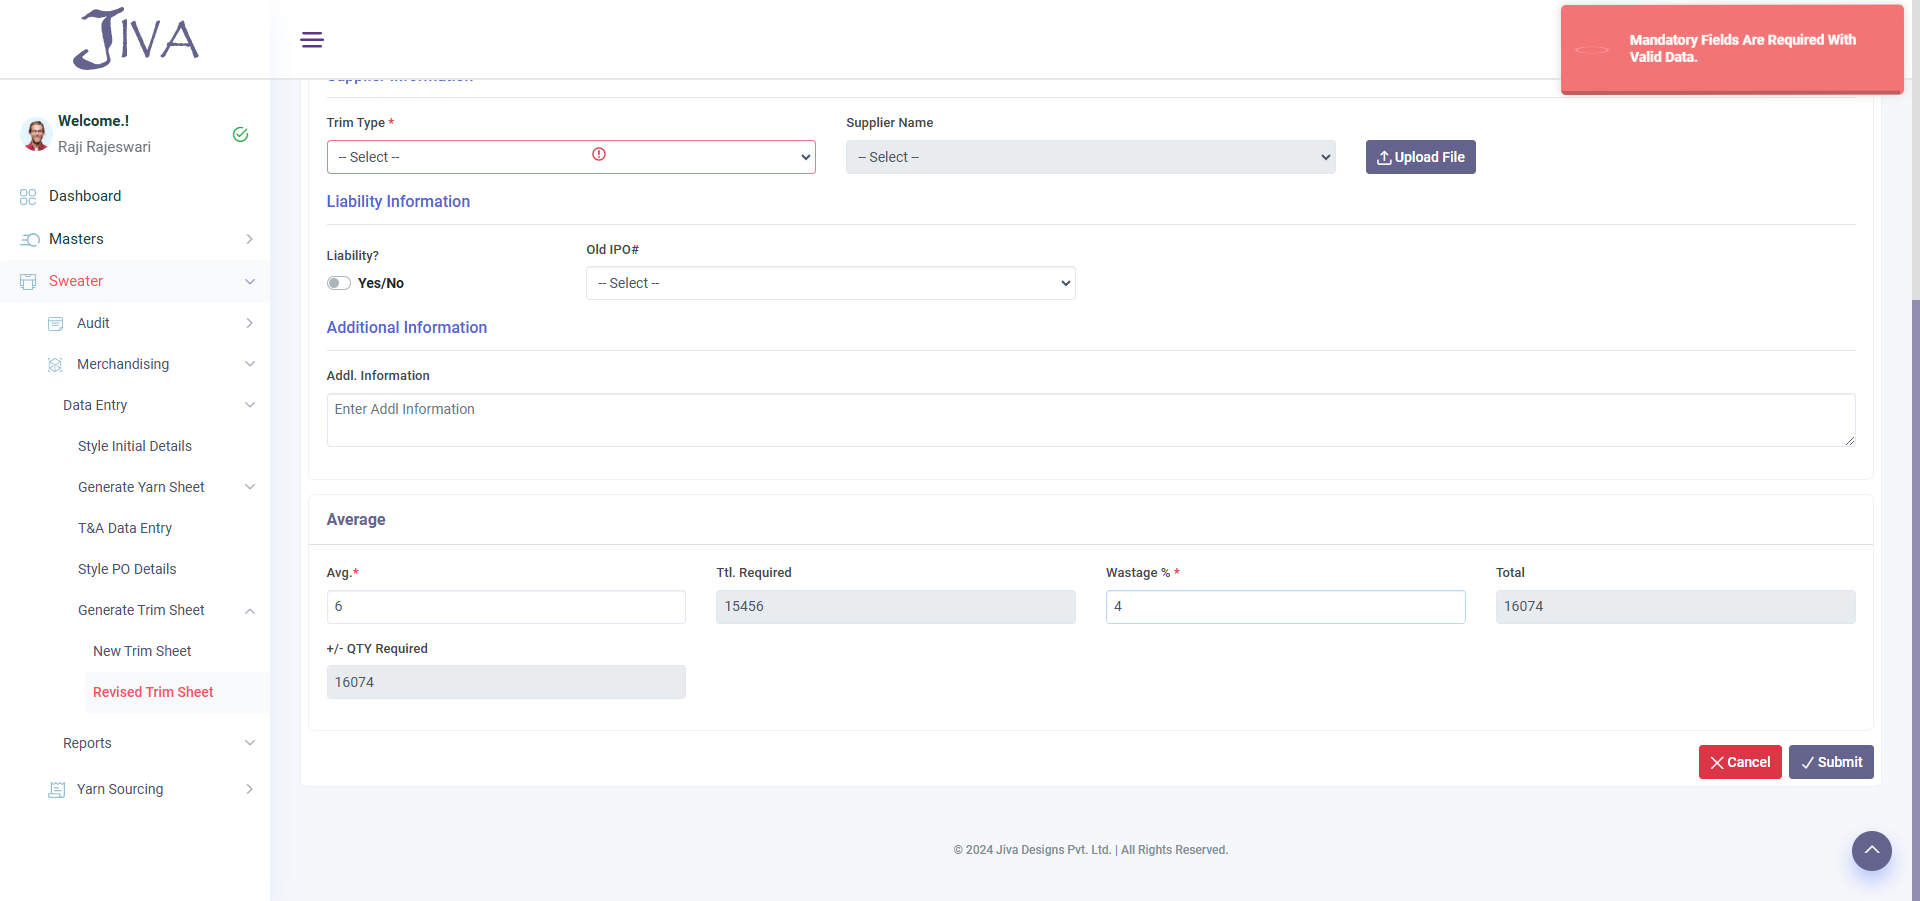 JIVA
Mandatory Fields Are Required With
Valid Data.
Welcome.!
Raji Rajeswari
Dashboard
Masters
Sweater
Audit
Merchandising
Data Entry
Style Initial Details
Generate Yarn Sheet
T&A Data Entry
Style PO Details
Generate Trim Sheet
New Trim Sheet
Revised Trim Sheet
Reports
Yarn Sourcing
Supplier Information
Trim Type *
Supplier Name
-- Select --
-- Select --
Upload File
Liability Information
Liability?
Old IPO#
Yes/No
-- Select --
Additional Information
Addl. Information
Enter Addl Information
Average
Avg.*
Ttl. Required
Wastage % *
Total
6
15456
4
16074
+/- QTY Required
16074
Cancel
Submit
© 2024 Jiva Designs Pvt. Ltd. | All Rights Reserved.